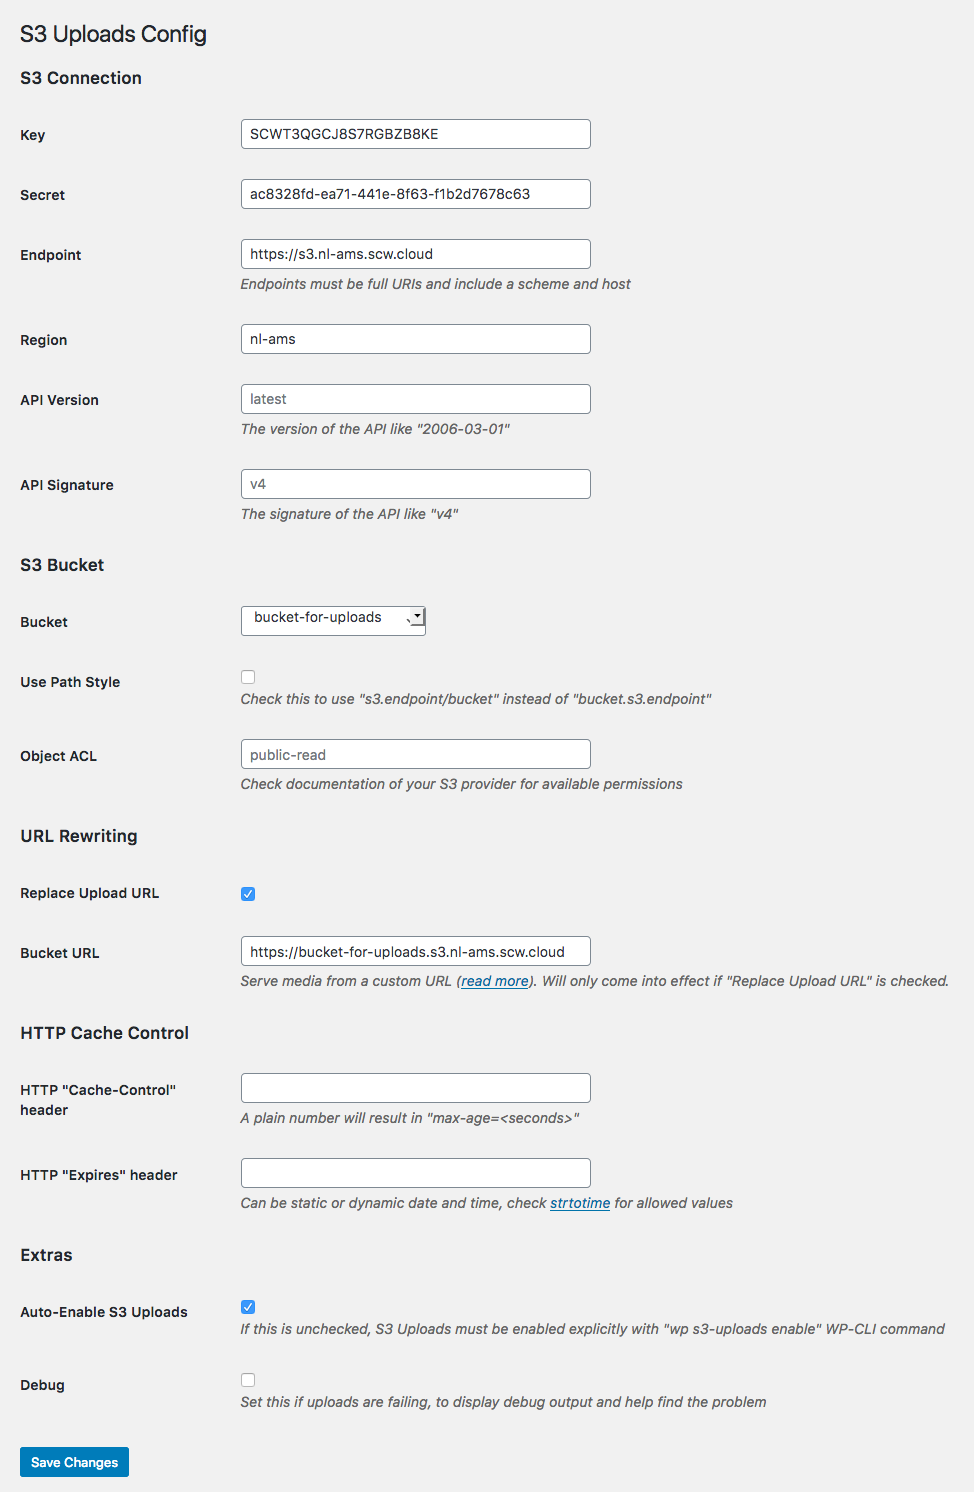 S3 Uploads Config
S3 Connection
Key
SCWT3QGCJ8S7RGBZB8KE
Secret
ac8328fd-ea71-441e-8f63-f1b2d7678c63
Endpoint
https://s3.nl-ams.scw.cloud
Endpoints must be full URIs and include a scheme and host
Region
nl-ams
API Version
latest
The version of the API like "2006-03-01"
API Signature
v4
The signature of the API like "v4"
S3 Bucket
Bucket
bucket-for-uploads
Use Path Style
Check this to use "s3.endpoint/bucket" instead of "bucket.s3.endpoint"
Object ACL
public-read
Check documentation of your S3 provider for available permissions
URL Rewriting
Replace Upload URL
Bucket URL
https://bucket-for-uploads.s3.nl-ams.scw.cloud
Serve media from a custom URL (read more). Will only come into effect if "Replace Upload URL" is checked.
HTTP Cache Control
HTTP "Cache-Control"
header
A plain number will result in "max-age=<seconds>"
HTTP "Expires" header
Can be static or dynamic date and time, check strtotime for allowed values
Extras
Auto-Enable S3 Uploads
If this is unchecked, S3 Uploads must be enabled explicitly with "wp s3-uploads enable" WP-CLI command
Debug
Set this if uploads are failing, to display debug output and help find the problem
Save Changes